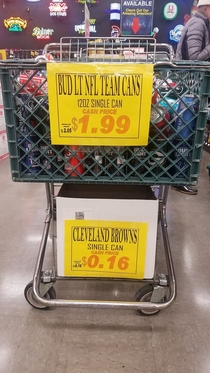 AVAILABLE
BUD LT NFL TEAM CANS
12OZ SINGLE CAN
CASH PRICE
$1.99
CLEVELAND BROWNS
SINGLE CAN
CASH PRICE
$0.16